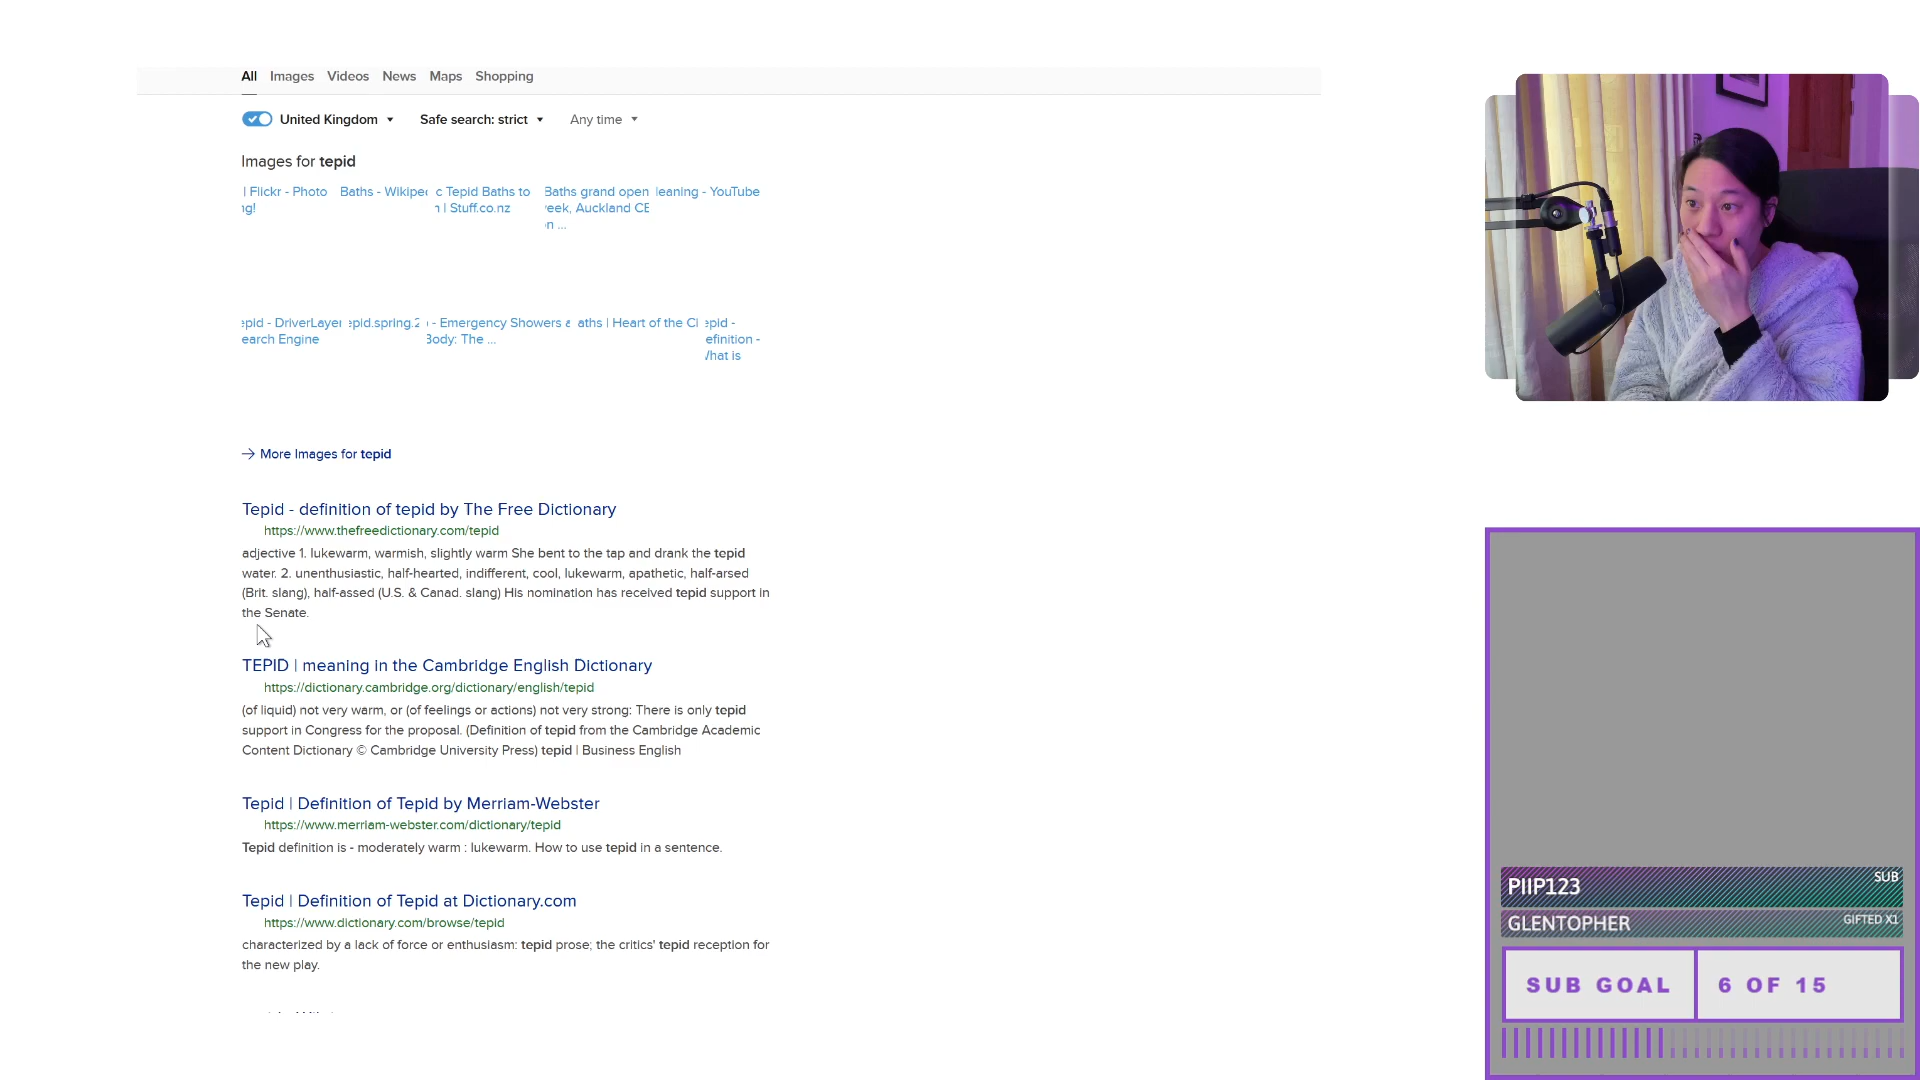 All Images Videos News Maps Shopping
United Kingdom Safe search: strict Any time
Images for tepid
l Flickr - Photo Baths - Wikiped c Tepid Baths to Baths grand open leaning - YouTube
ng! n | Stuff.co.nz eek, Auckland CE
n ...
epid - DriverLayer epid.spring.2 - Emergency Showers a aths | Heart of the Ci epid -
earch Engine Body: The ... efinition -
What is
More Images for tepid
Tepid - definition of tepid by The Free Dictionary
https://www.thefreedictionary.com/tepid
adjective 1. lukewarm, warmish, slightly warm She bent to the tap and drank the tepid
water. 2. unenthusiastic, half-hearted, indifferent, cool, lukewarm, apathetic, half-arsed
(Brit. slang), half-assed (U.S. & Canad. slang) His nomination has received tepid support in
the Senate.
TEPID | meaning in the Cambridge English Dictionary
https://dictionary.cambridge.org/dictionary/english/tepid
(of liquid) not very warm, or (of feelings or actions) not very strong: There is only tepid
support in Congress for the proposal. (Definition of tepid from the Cambridge Academic
Content Dictionary © Cambridge University Press) tepid | Business English
Tepid | Definition of Tepid by Merriam-Webster
https://www.merriam-webster.com/dictionary/tepid
Tepid definition is - moderately warm : lukewarm. How to use tepid in a sentence.
Tepid | Definition of Tepid at Dictionary.com
https://www.dictionary.com/browse/tepid
characterized by a lack of force or enthusiasm: tepid prose; the critics' tepid reception for
the new play.
PIIP123 SUB
GLENTOPHER GIFTED X1
SUB GOAL 6 OF 15